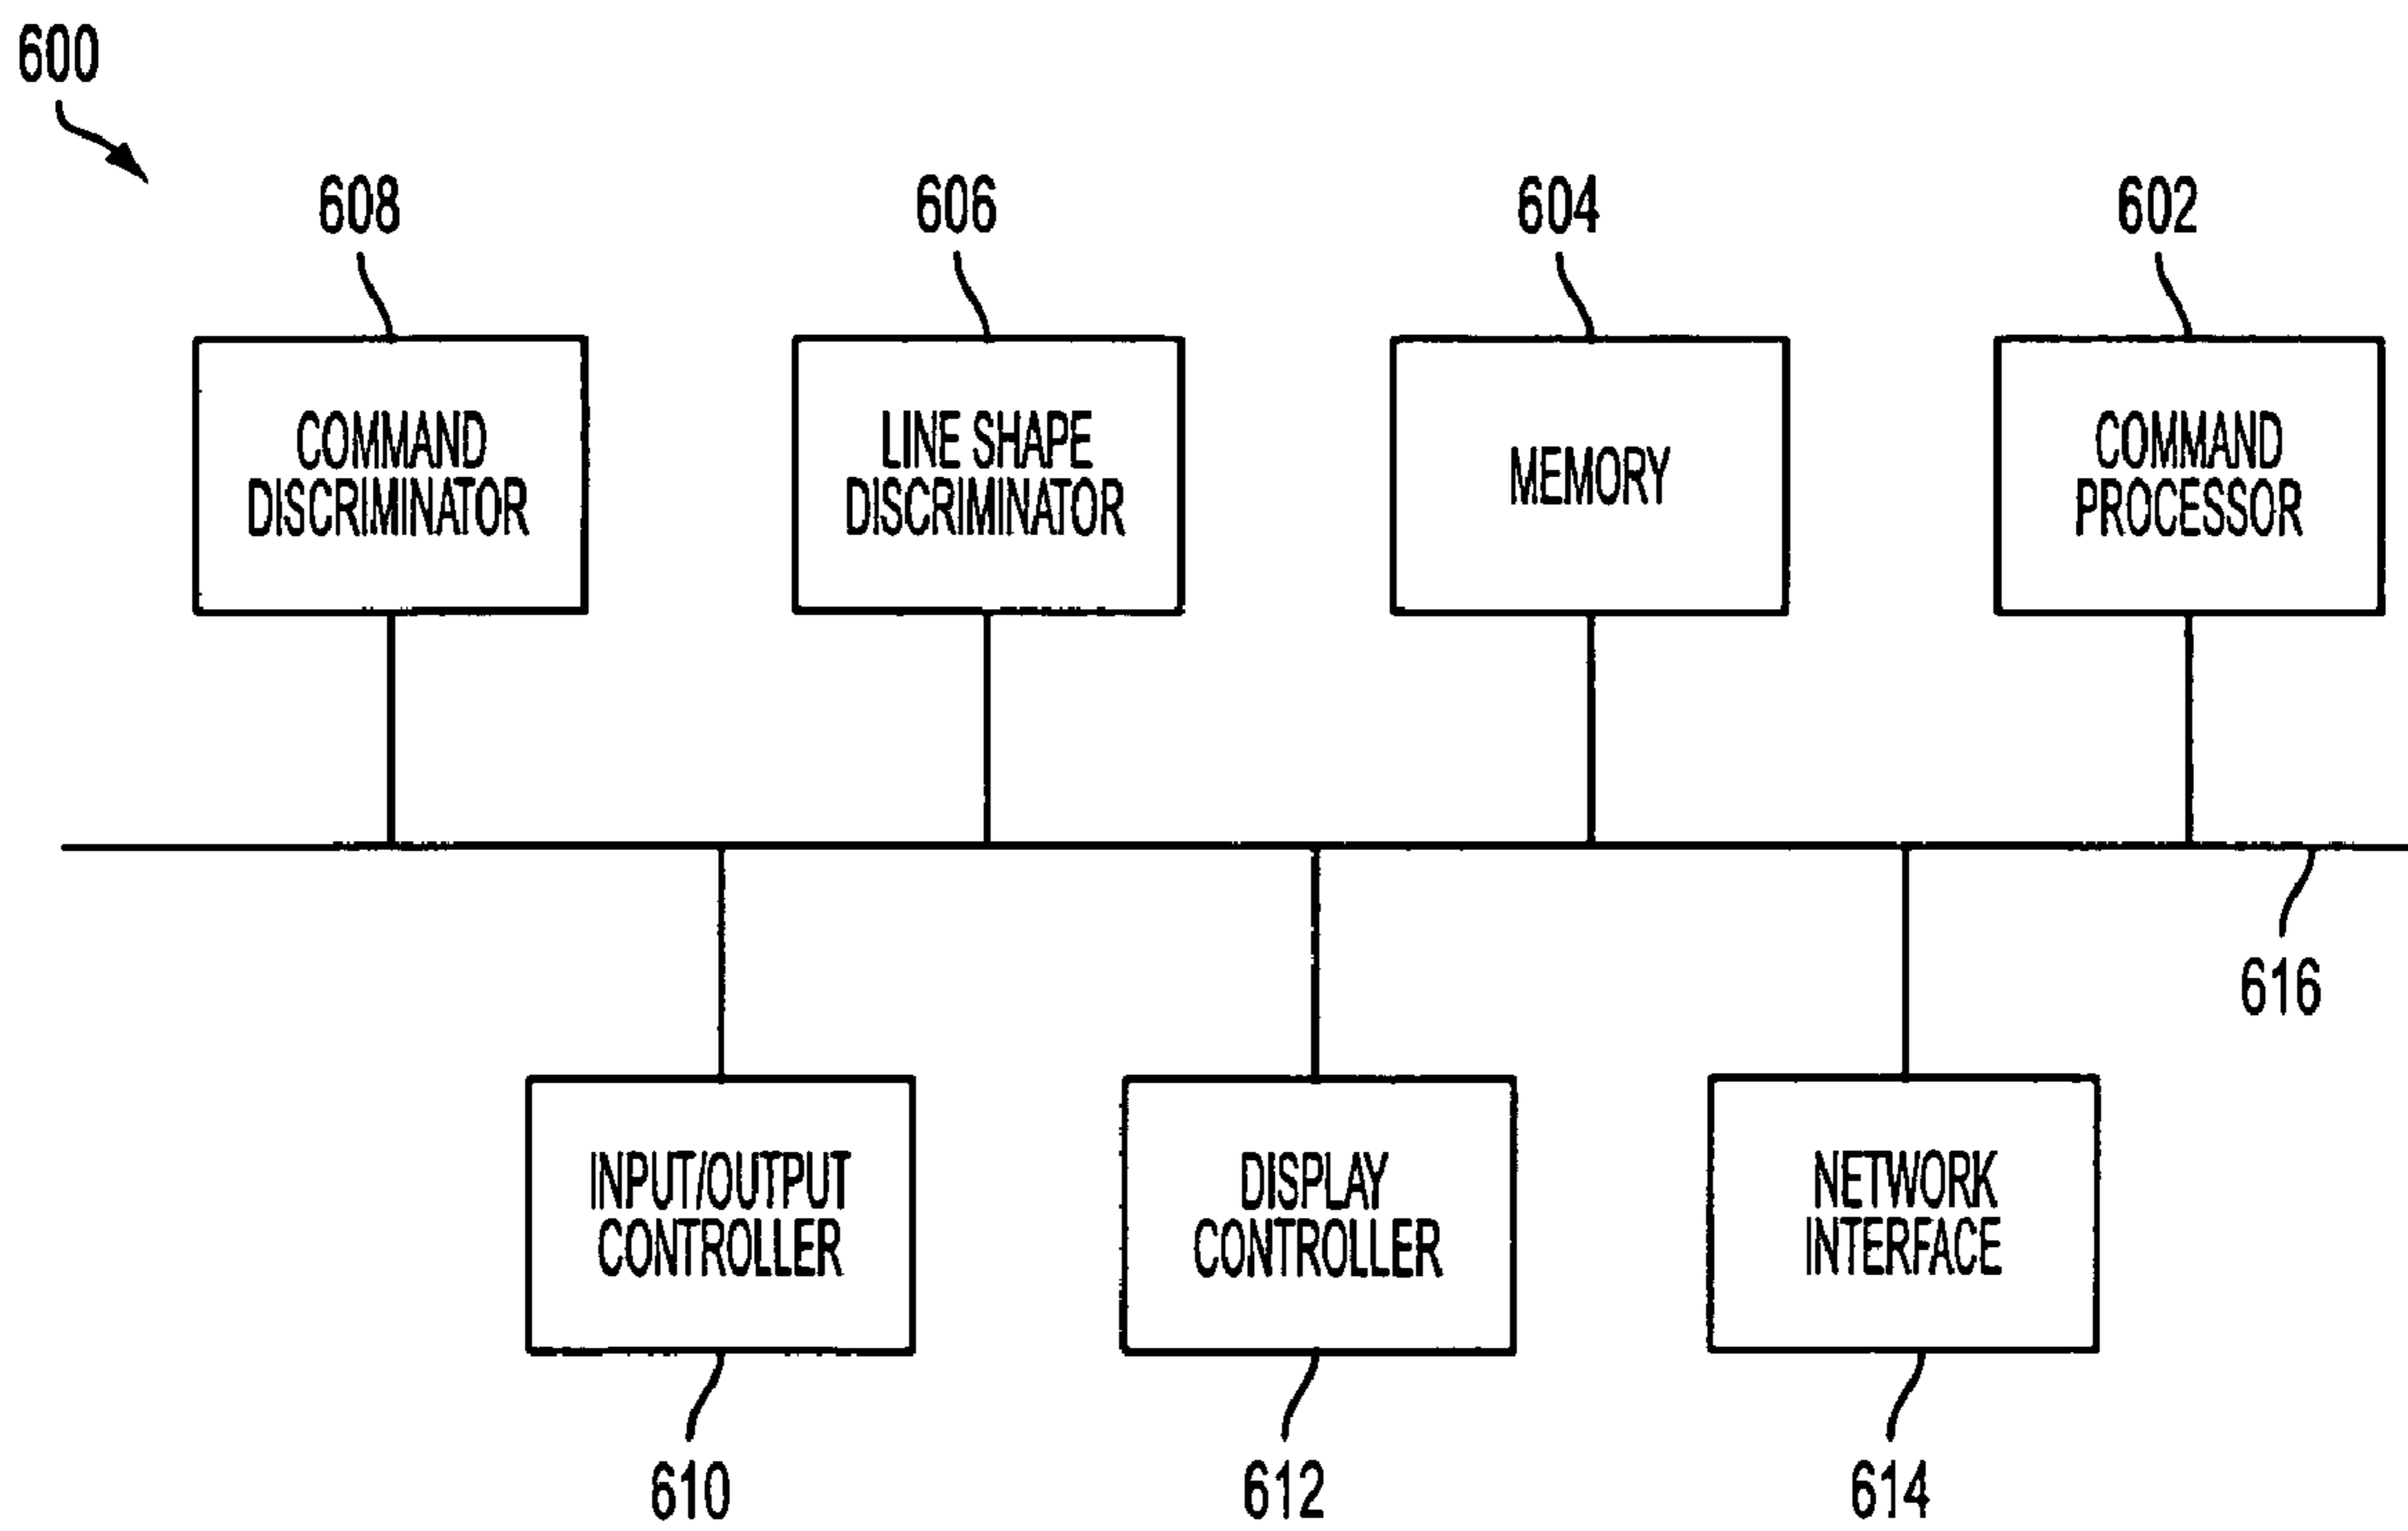 600
608
606
604
602
COMMAND
DISCRIMINATOR
LINE SHAPE
DISCRIMINATOR
MEMORY
COMMAND
PROCESSOR
616
INPUT/OUTPUT
CONTROLLER
DISPLAY
CONTROLLER
NETWORK
INTERFACE
610
612
614